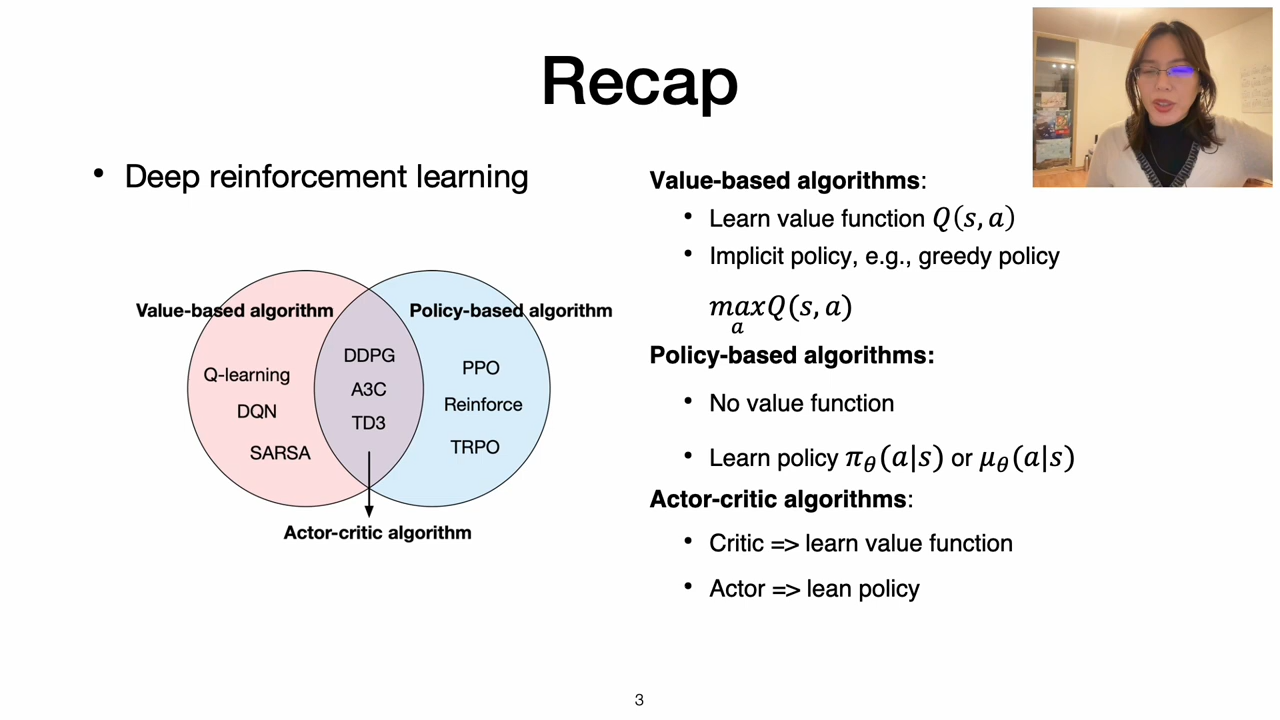 Recap
• Deep reinforcement learning
Value-based algorithm
Policy-based algorithm
Q-learning
DQN
SARSA
DDPG
A3C
TD3
PPO
Reinforce
TRPO
Actor-critic algorithm
Value-based algorithms:
• Learn value function Q(s, a)
• Implicit policy, e.g., greedy policy
max Q(s, a)
a
Policy-based algorithms:
• No value function
• Learn policy πθ(a|s) or μθ(a|s)
Actor-critic algorithms:
• Critic => learn value function
• Actor => lean policy
3